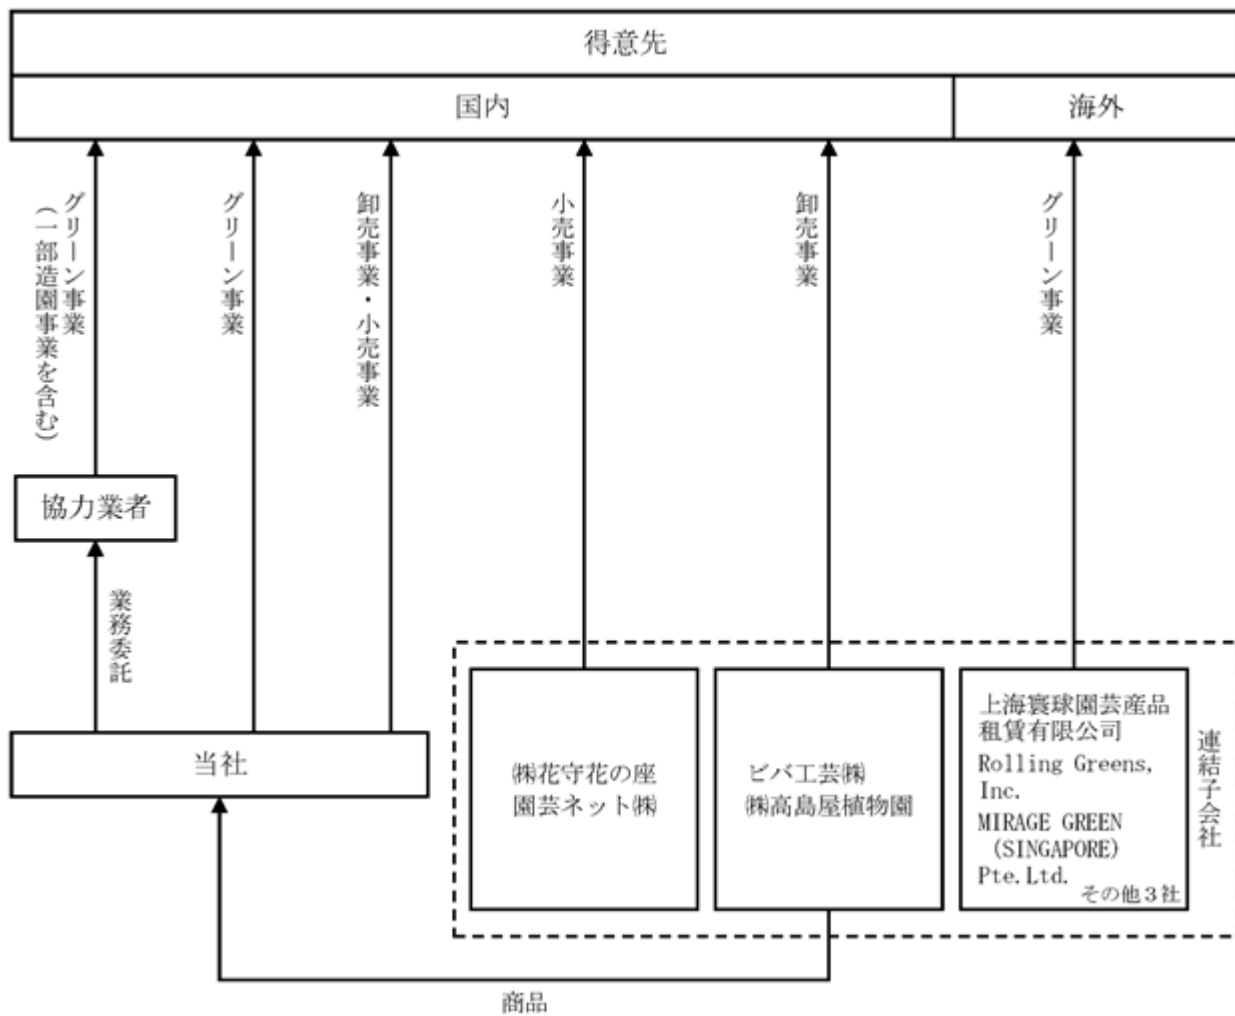 得意先
国内
海外
グリーン事業
(一部造園事業を含む)
グリーン事業
卸売事業・小売事業
小売事業
卸売事業
グリーン事業
協力業者
業務委託
当社
㈱花守花の座
園芸ネット㈱
ビバ工芸㈱
㈱高島屋植物園
上海寰球園芸産品
租賃有限公司
Rolling Greens,
Inc.
MIRAGE GREEN
(SINGAPORE)
Pte.Ltd.
その他3社
連結子会社
商品